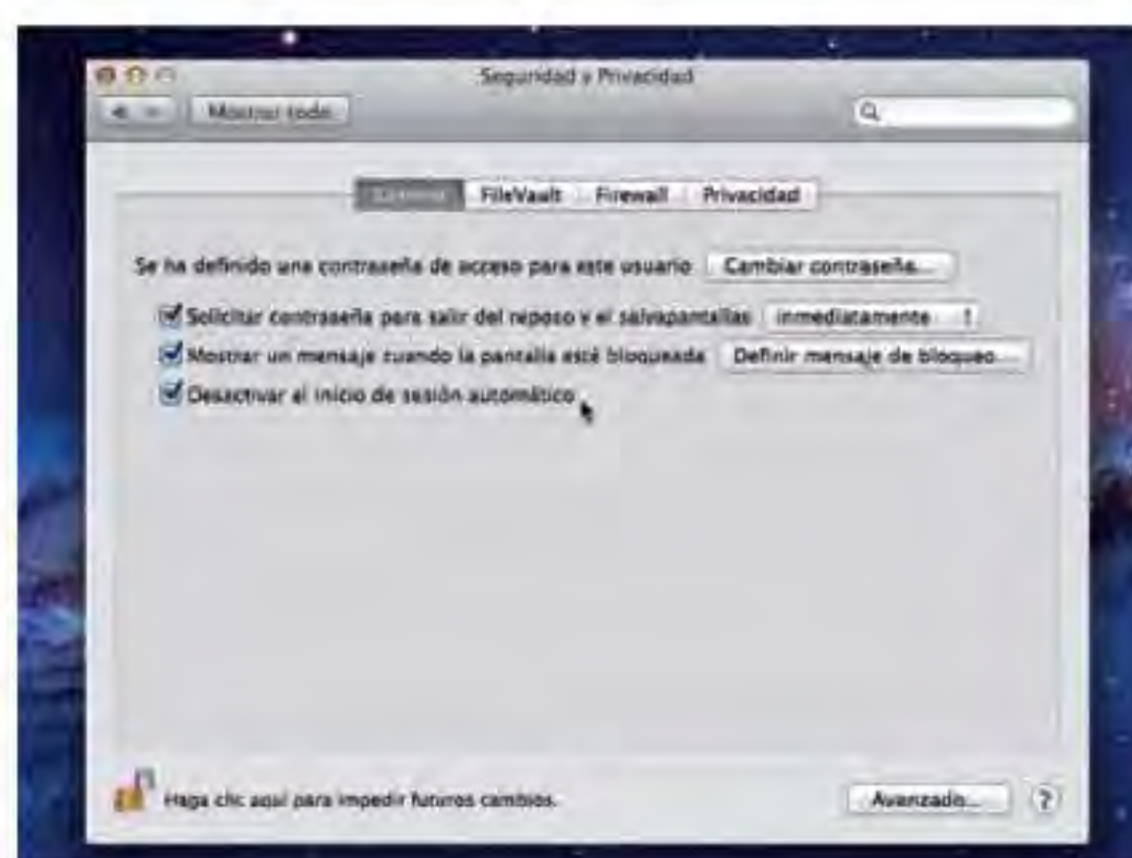 Seguridad y Privacidad
Mostrar todo
General FileVault Firewall Privacidad
Se ha definido una contraseña de acceso para este usuario Cambiar contraseña...
Solicitar contraseña para salir del reposo y el salvapantallas inmediatamente
Mostrar un mensaje cuando la pantalla esté bloqueada Definir mensaje de bloqueo...
Desactivar el inicio de sesión automático
Haga clic aquí para impedir futuros cambios.
Avanzado... ?